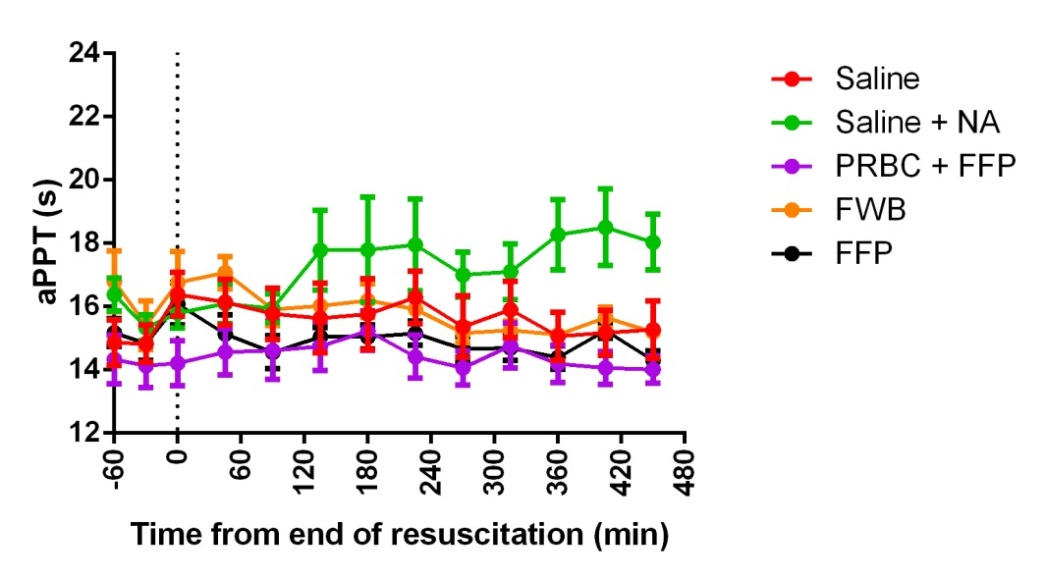 24
22
20
18
16
14
12
aPPT (s)
-60
0
60
120
180
240
300
360
420
480
Time from end of resuscitation (min)
Saline
Saline + NA
PRBC + FFP
FWB
FFP